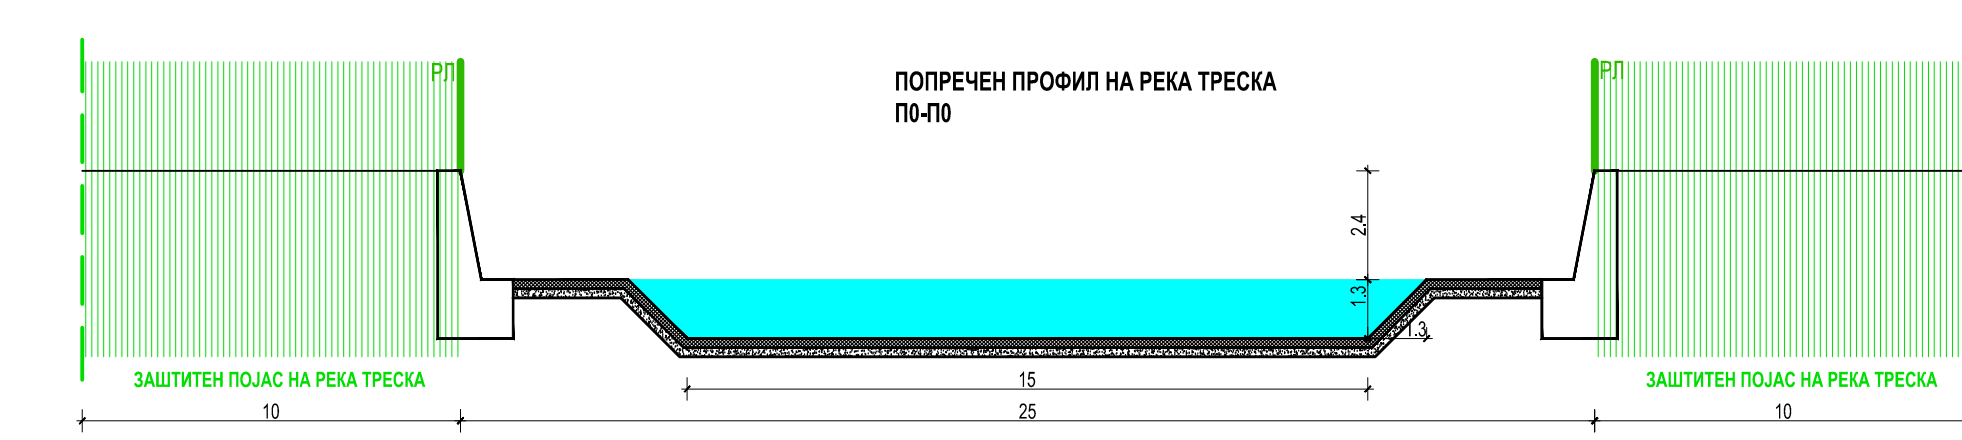 РЛ
ПОПРЕЧЕН ПРОФИЛ НА РЕКА ТРЕСКА
П0-П0
РЛ
2.4
1.3
1.3
ЗАШТИТЕН ПОЈАС НА РЕКА ТРЕСКА
15
ЗАШТИТЕН ПОЈАС НА РЕКА ТРЕСКА
10
25
10